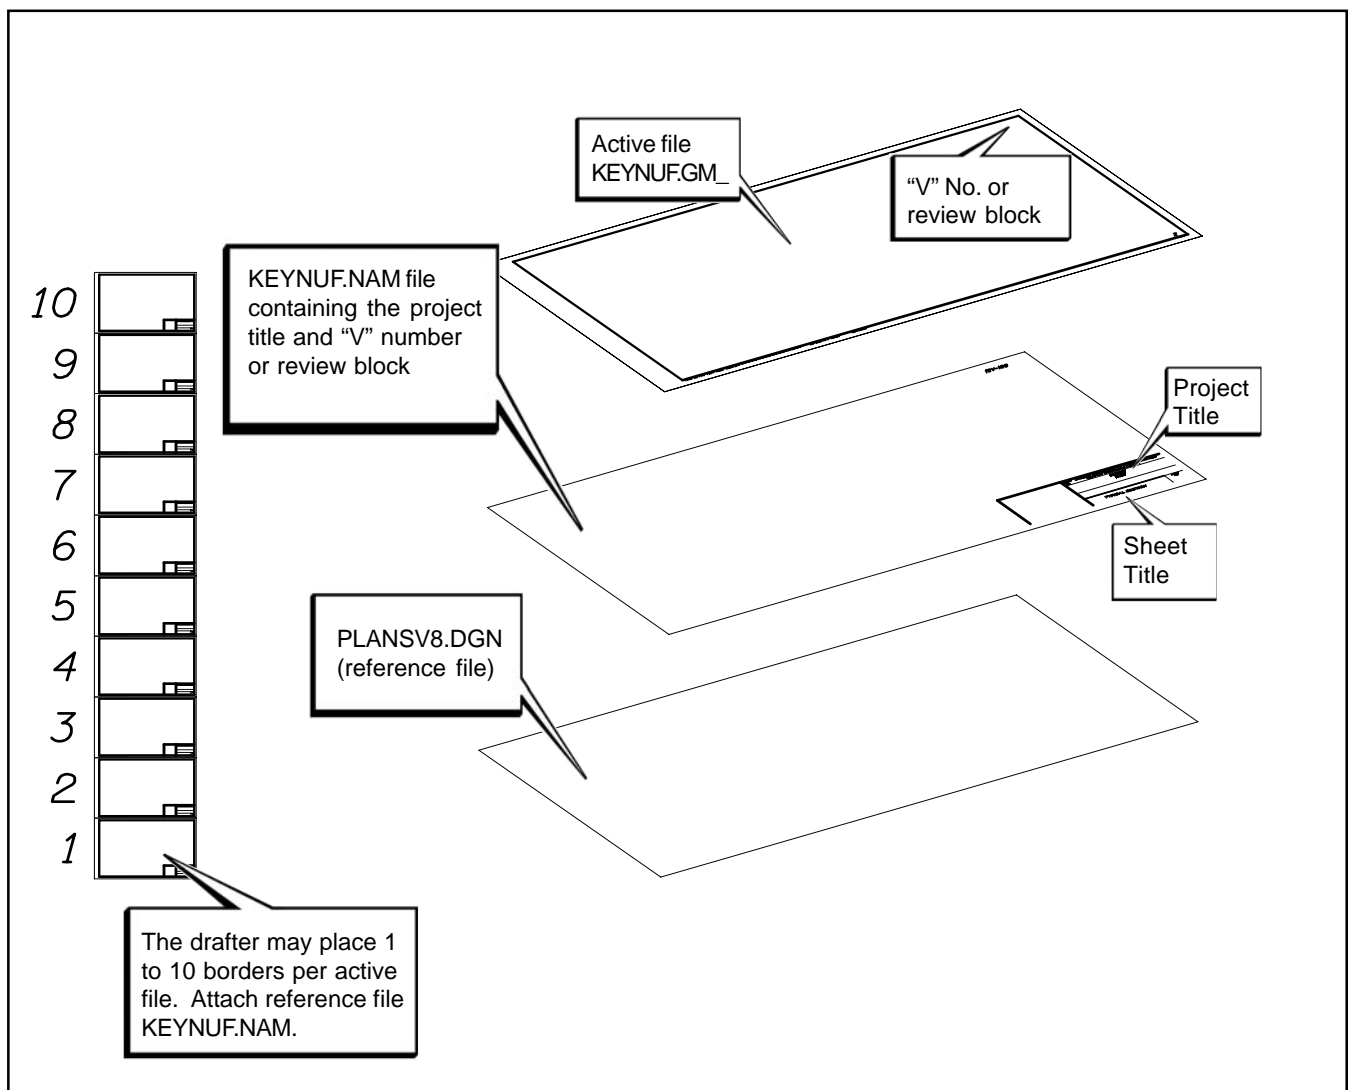 Active file
KEYNUF.GM_
“V” No. or
review block
KEYNUF.NAM file
containing the project
title and “V” number
or review block
Project
Title
Sheet
Title
PLANSV8.DGN
(reference file)
10
9
8
7
6
5
4
3
2
1
The drafter may place 1
to 10 borders per active
file. Attach reference file
KEYNUF.NAM.